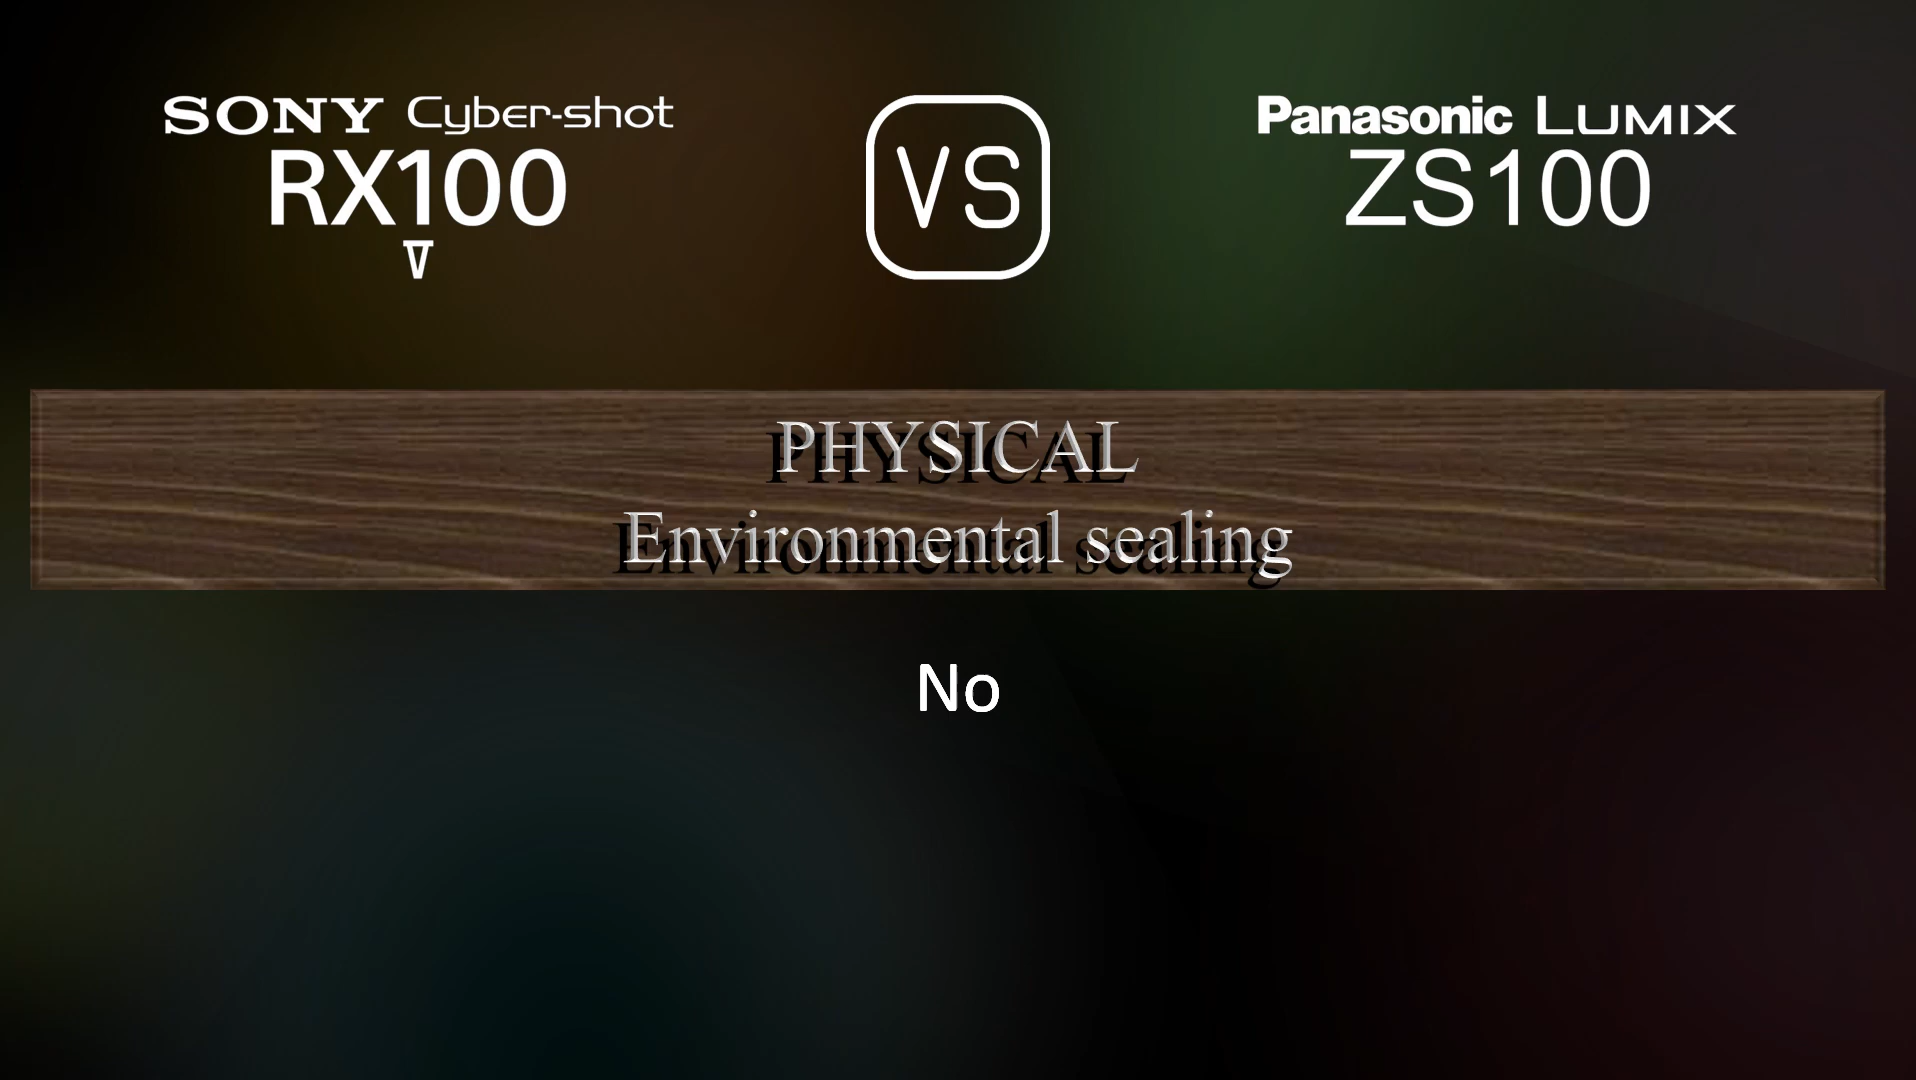 SONY Cyber-shot
RX100
V
VS
Panasonic LUMIX
ZS100
PHYSICAL
Environmental sealing
No